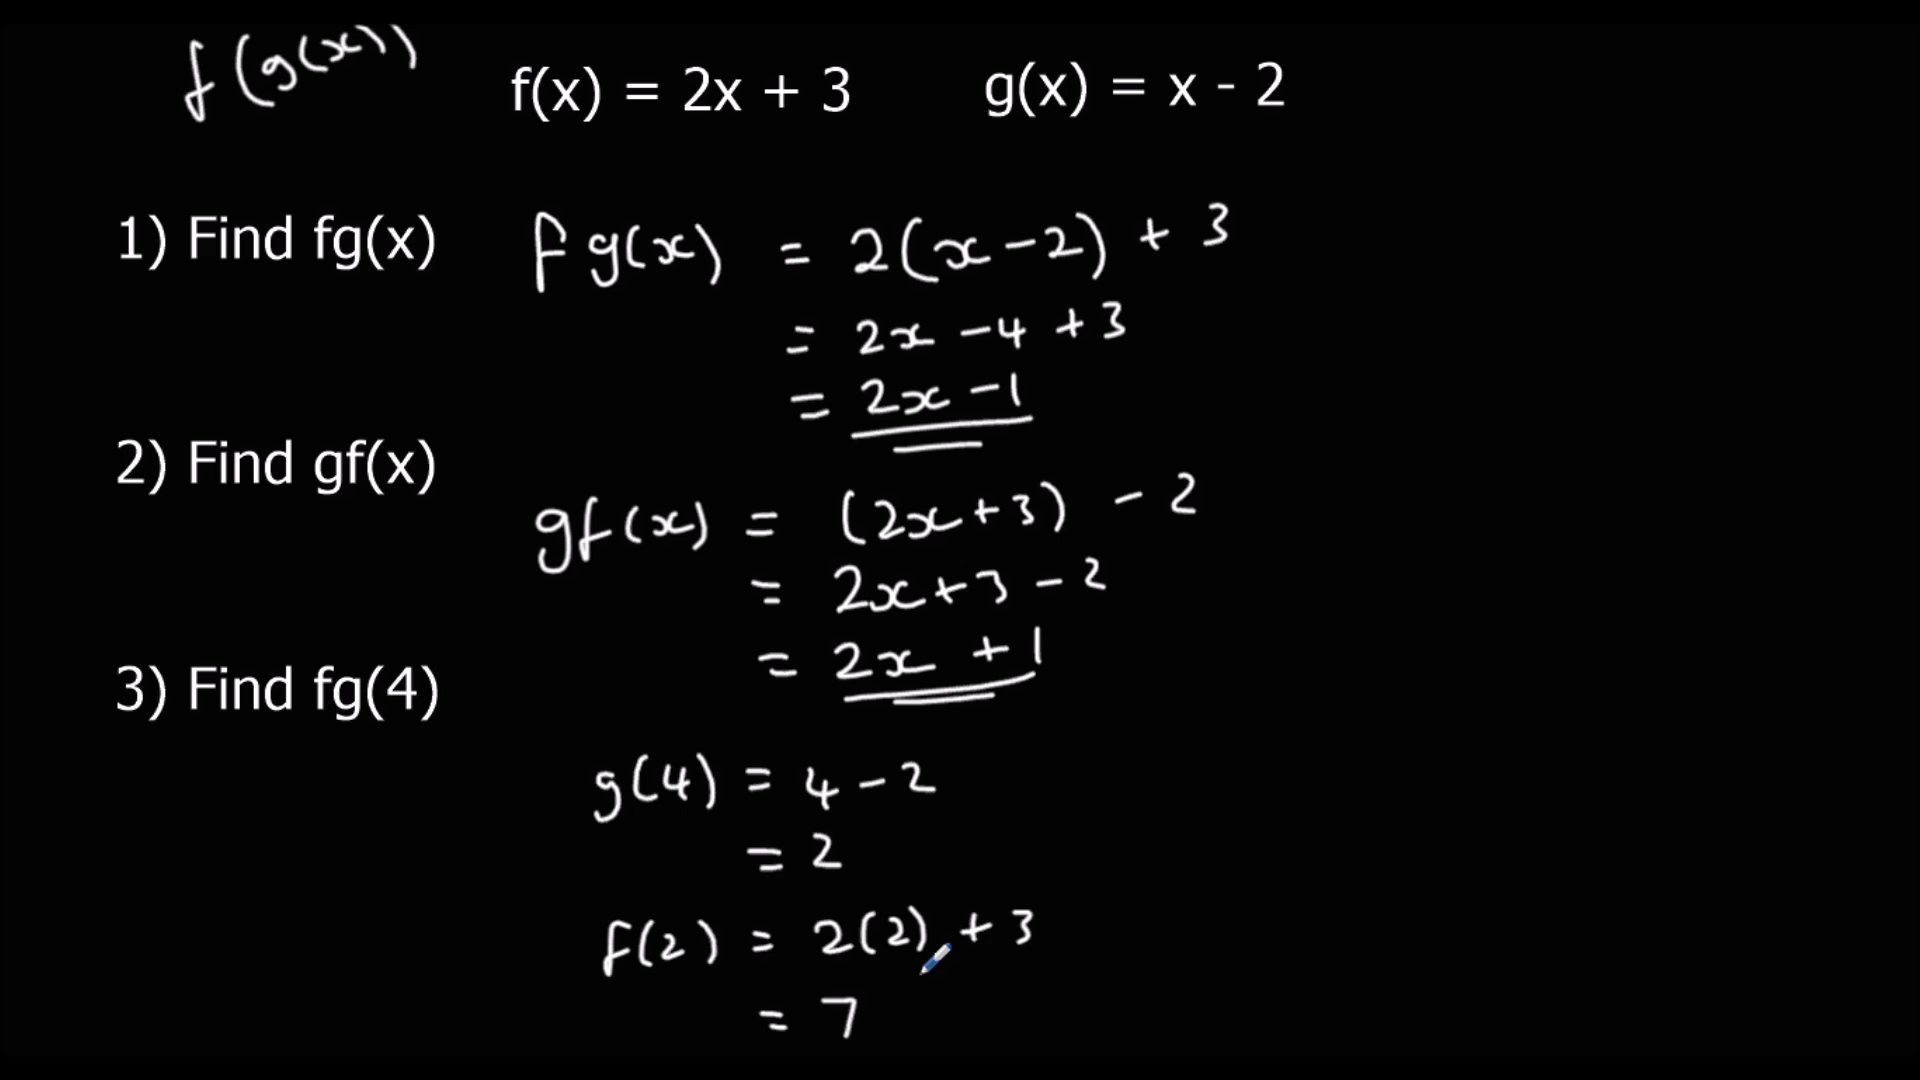 f(g(x))
f(x) = 2x + 3
g(x) = x - 2
1) Find fg(x)
fg(x) = 2(x-2) + 3
= 2x - 4 + 3
= 2x - 1
2) Find gf(x)
gf(x) = (2x+3) - 2
= 2x+3 - 2
= 2x + 1
3) Find fg(4)
g(4) = 4 - 2
= 2
f(2) = 2(2) + 3
= 7